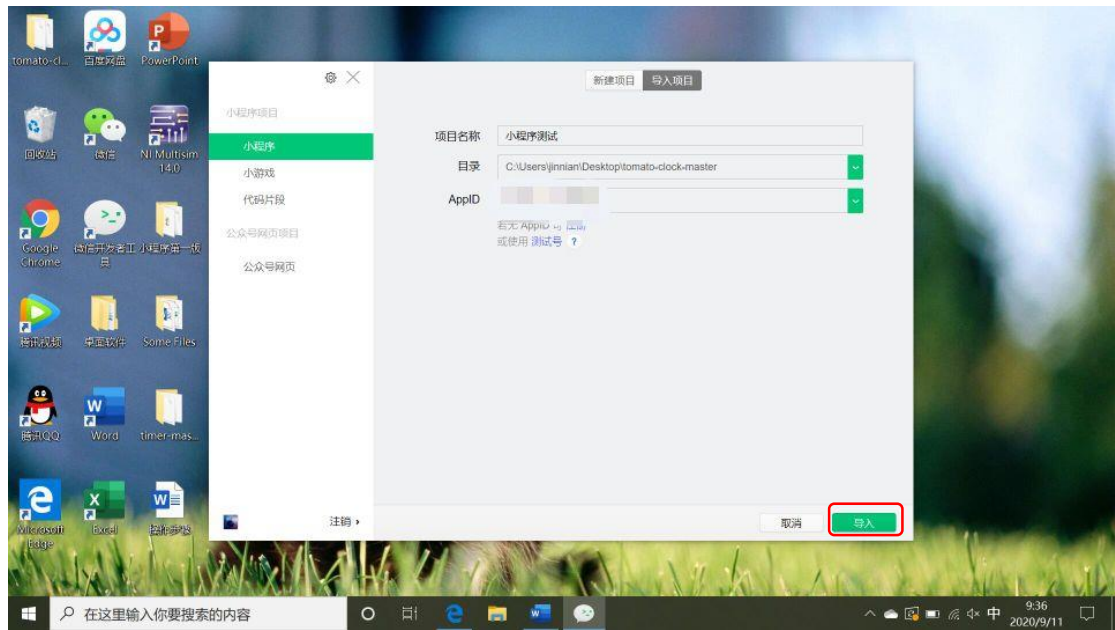 tomato-cl...
百度网盘
PowerPoint
回收站
微信
NI Multisim
14.0
Google
Chrome
微信开发者工
具
小程序第一版
腾讯视频
桌面软件
Some Files
腾讯QQ
Word
timer-mas...
Microsoft
Edge
Excel
操作步骤
小程序项目
小程序
小游戏
代码片段
公众号网页项目
公众号网页
注销
新建项目
导入项目
项目名称
小程序测试
目录
C:\Users\jinnian\Desktop\tomato-clock-master
AppID
若无 AppID 可 注册
或使用 测试号 ?
取消
导入
在这里输入你要搜索的内容
中
9:36
2020/9/11